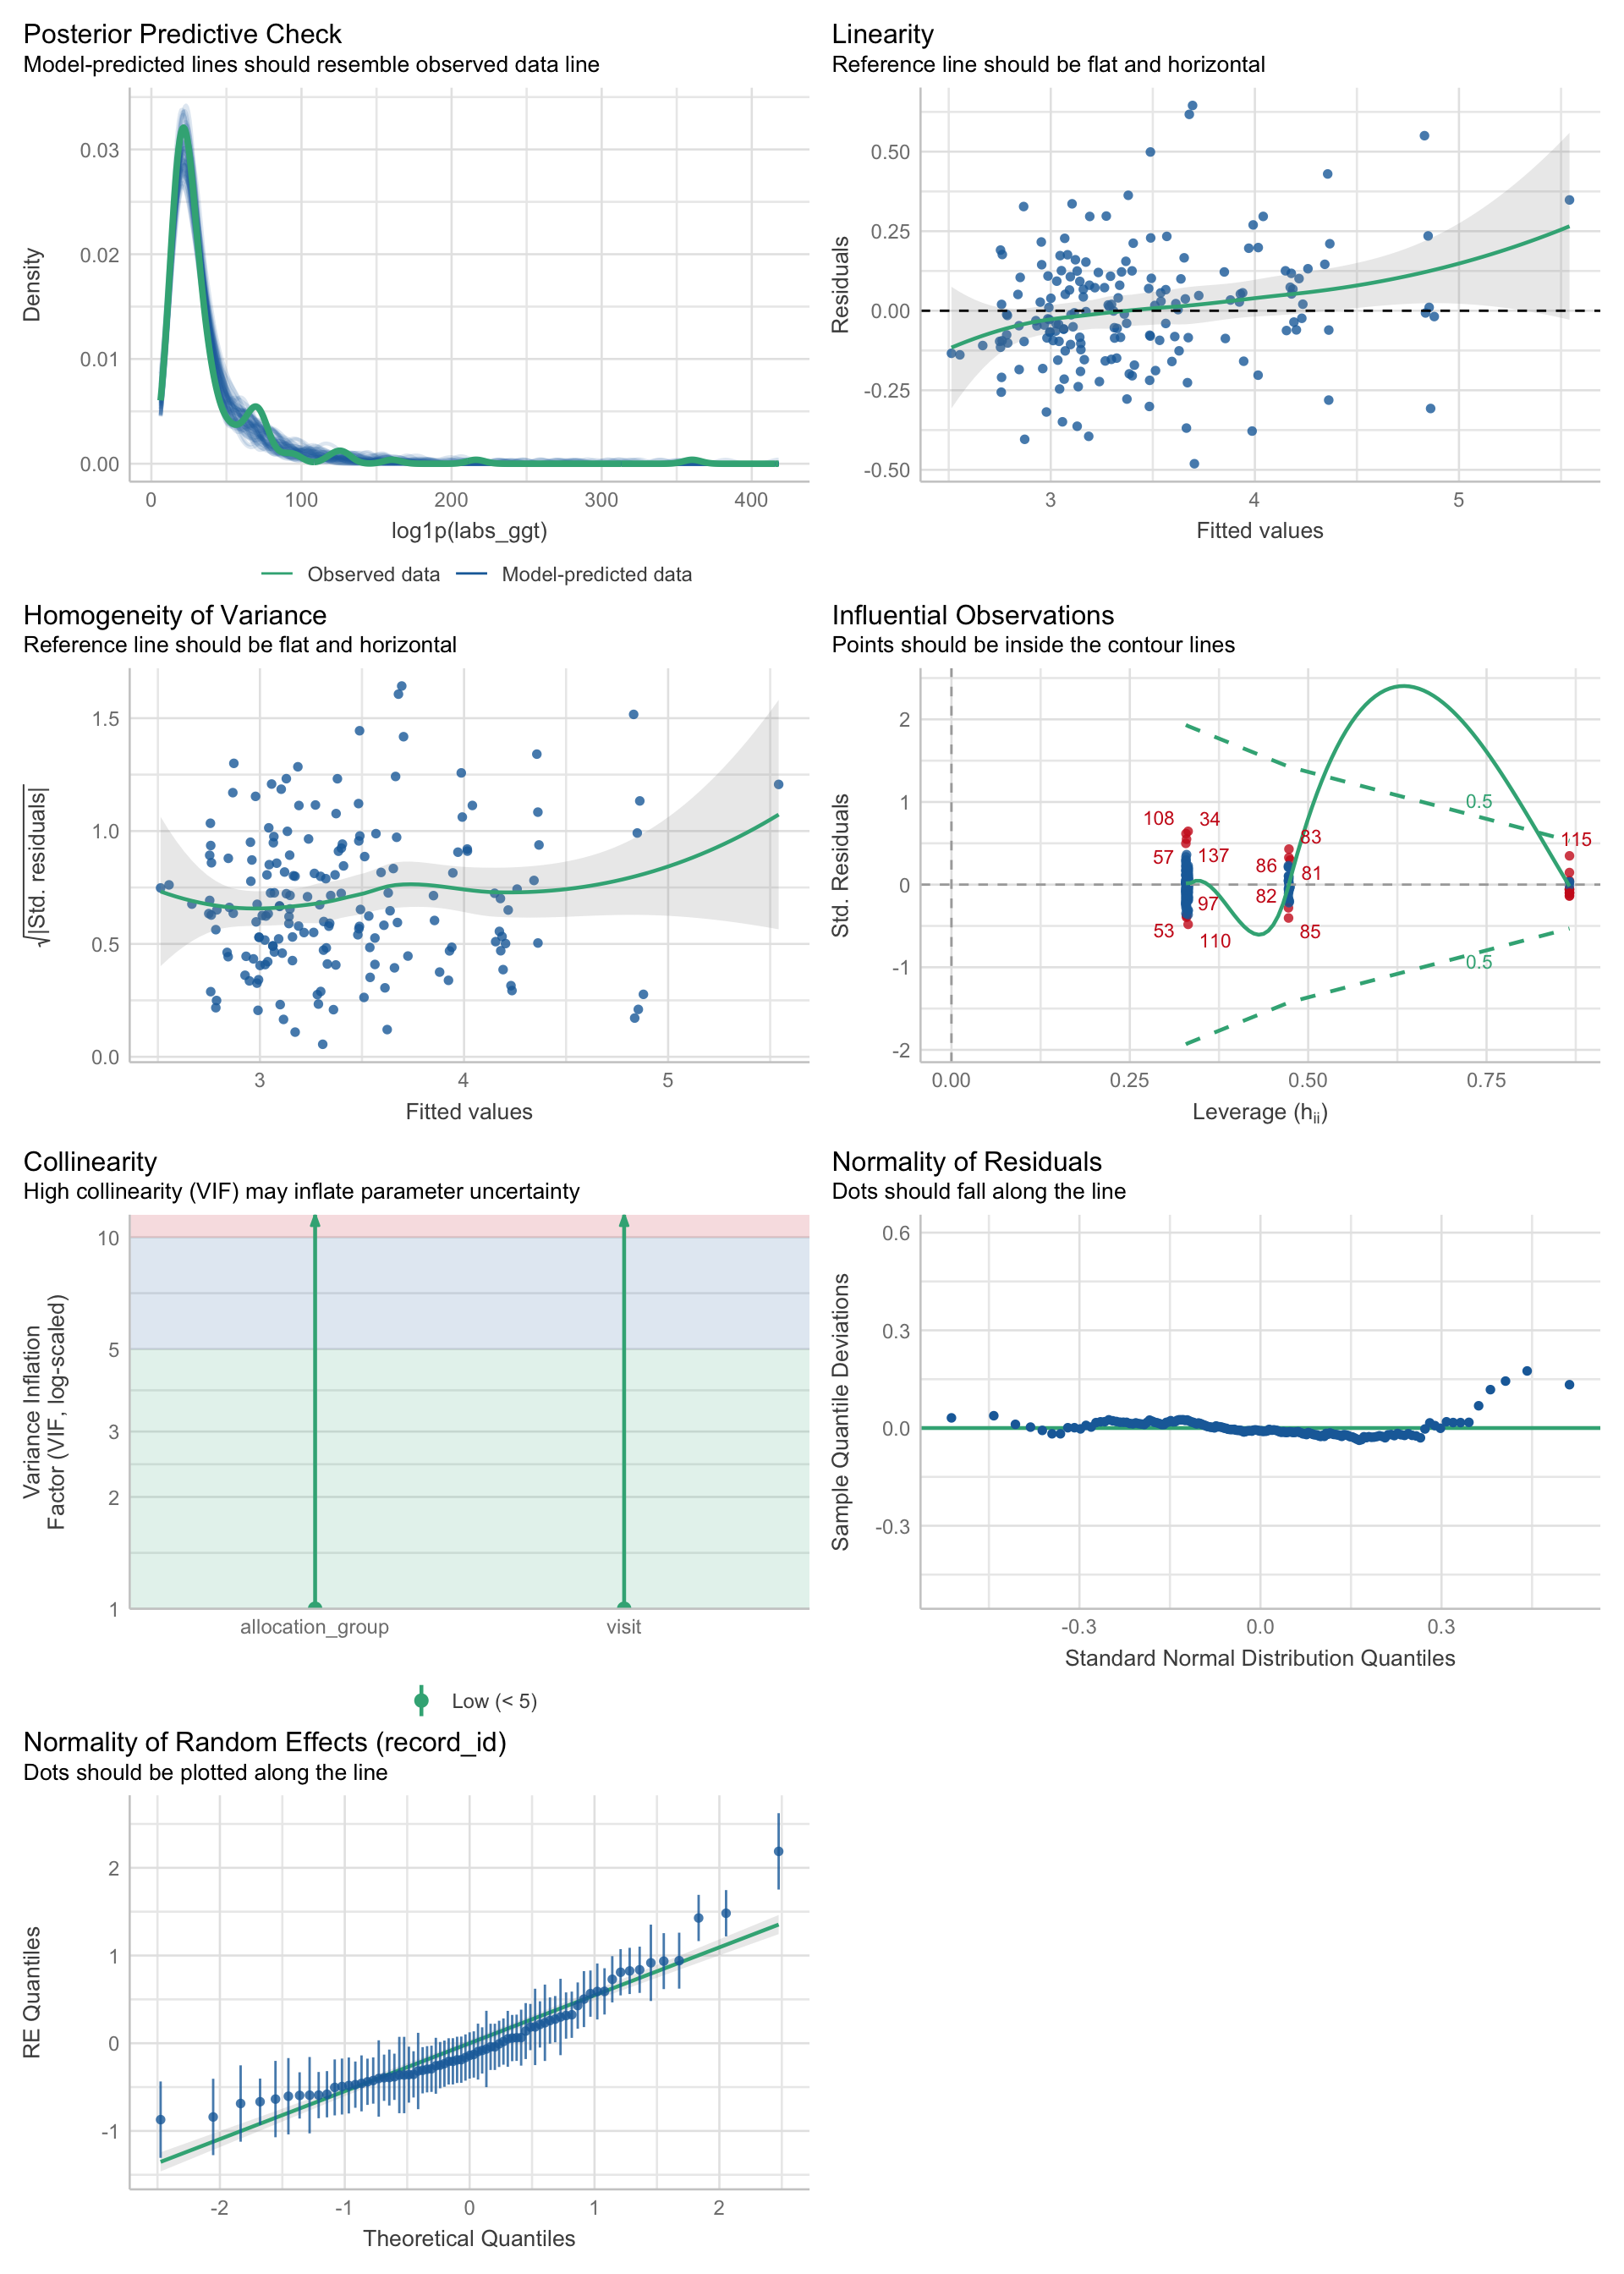 Posterior Predictive Check
Model-predicted lines should resemble observed data line
Density
0.03
0.02
0.01
0.00
0
100
200
300
400
log1p(labs_ggt)
Observed data
Model-predicted data
Linearity
Reference line should be flat and horizontal
Residuals
0.50
0.25
0.00
-0.25
-0.50
3
4
5
Fitted values
Homogeneity of Variance
Reference line should be flat and horizontal
√|Std. residuals|
1.5
1.0
0.5
0.0
3
4
5
Fitted values
Influential Observations
Points should be inside the contour lines
Std. Residuals
2
1
0
-1
-2
0.5
0.5
108
34
57
137
97
53
110
83
86
81
82
85
115
0.00
0.25
0.50
0.75
Leverage (hii)
Collinearity
High collinearity (VIF) may inflate parameter uncertainty
Variance Inflation
Factor (VIF, log-scaled)
10
5
3
2
1
allocation_group
visit
Low (< 5)
Normality of Residuals
Dots should fall along the line
Sample Quantile Deviations
0.6
0.3
0.0
-0.3
-0.3
0.0
0.3
Standard Normal Distribution Quantiles
Normality of Random Effects (record_id)
Dots should be plotted along the line
RE Quantiles
2
1
0
-1
-2
-1
0
1
2
Theoretical Quantiles